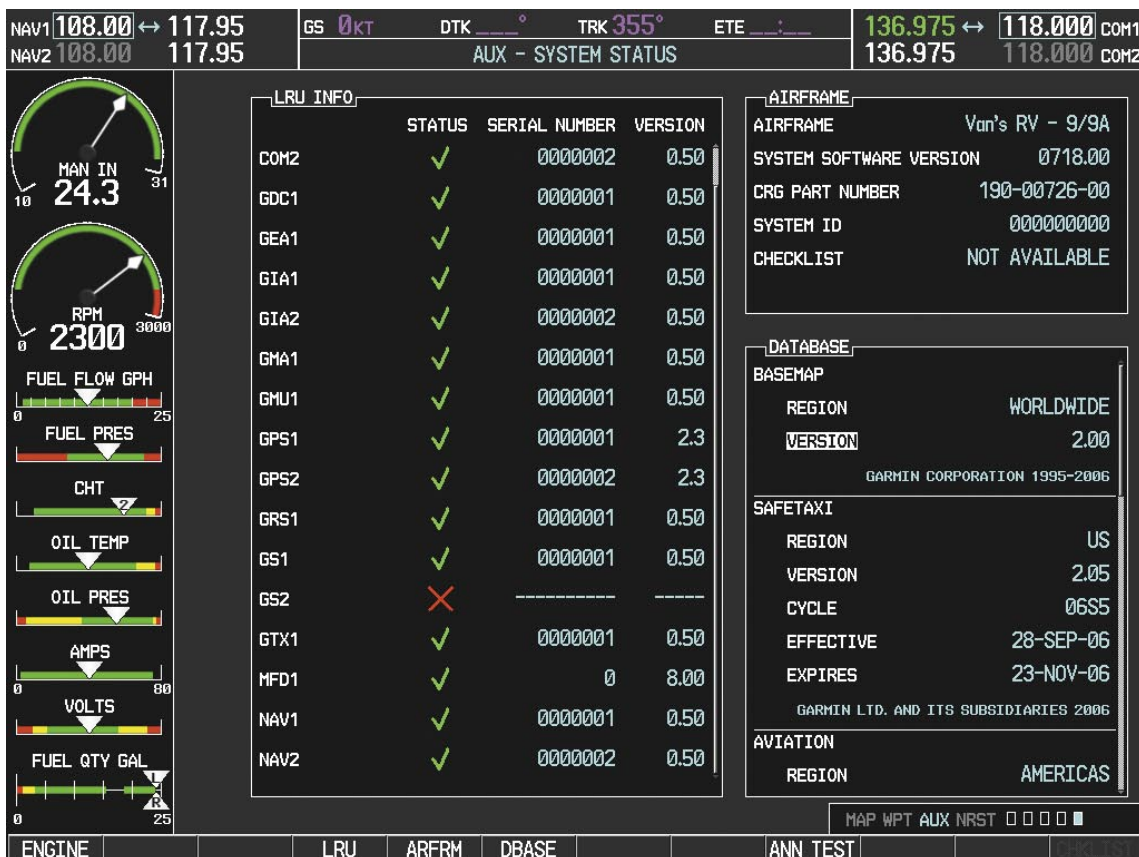 NAV1 108.00 ↔ 117.95
NAV2 108.00 117.95
GS 0KT DTK ___° TRK 355° ETE __:__
AUX - SYSTEM STATUS
136.975 ↔ 118.000 COM1
136.975 118.000 COM2
MAN IN
24.3
10 31
RPM
2300
0 3000
FUEL FLOW GPH
0 25
FUEL PRES
CHT
2
OIL TEMP
OIL PRES
AMPS
0 80
VOLTS
FUEL QTY GAL
L
R
0 25
LRU INFO
STATUS SERIAL NUMBER VERSION
COM2 ✓ 0000002 0.50
GDC1 ✓ 0000001 0.50
GEA1 ✓ 0000001 0.50
GIA1 ✓ 0000001 0.50
GIA2 ✓ 0000002 0.50
GMA1 ✓ 0000001 0.50
GMU1 ✓ 0000001 0.50
GPS1 ✓ 0000001 2.3
GPS2 ✓ 0000002 2.3
GRS1 ✓ 0000001 0.50
GS1 ✓ 0000001 0.50
GS2 ✗ ---------- -----
GTX1 ✓ 0000001 0.50
MFD1 ✓ 0 8.00
NAV1 ✓ 0000001 0.50
NAV2 ✓ 0000002 0.50
AIRFRAME
AIRFRAME Van's RV - 9/9A
SYSTEM SOFTWARE VERSION 0718.00
CRG PART NUMBER 190-00726-00
SYSTEM ID 000000000
CHECKLIST NOT AVAILABLE
DATABASE
BASEMAP
REGION WORLDWIDE
VERSION 2.00
GARMIN CORPORATION 1995-2006
SAFETAXI
REGION US
VERSION 2.05
CYCLE 06S5
EFFECTIVE 28-SEP-06
EXPIRES 23-NOV-06
GARMIN LTD. AND ITS SUBSIDIARIES 2006
AVIATION
REGION AMERICAS
MAP WPT AUX NRST
ENGINE LRU ARFRM DBASE ANN TEST CHKLIST